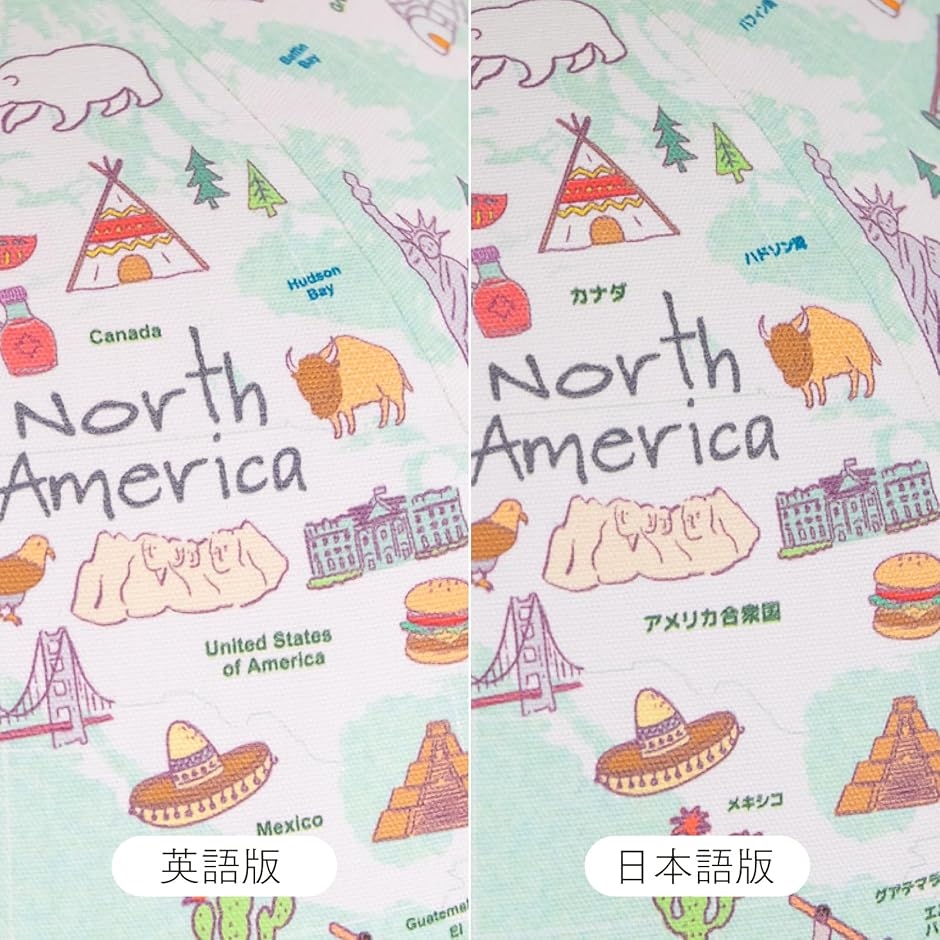 Baffin
Bay
Hudson
Bay
Canada
North
America
United States
of America
Mexico
英語版
ハドソン湾
カナダ
North
America
アメリカ合衆国
メキシコ
日本語版